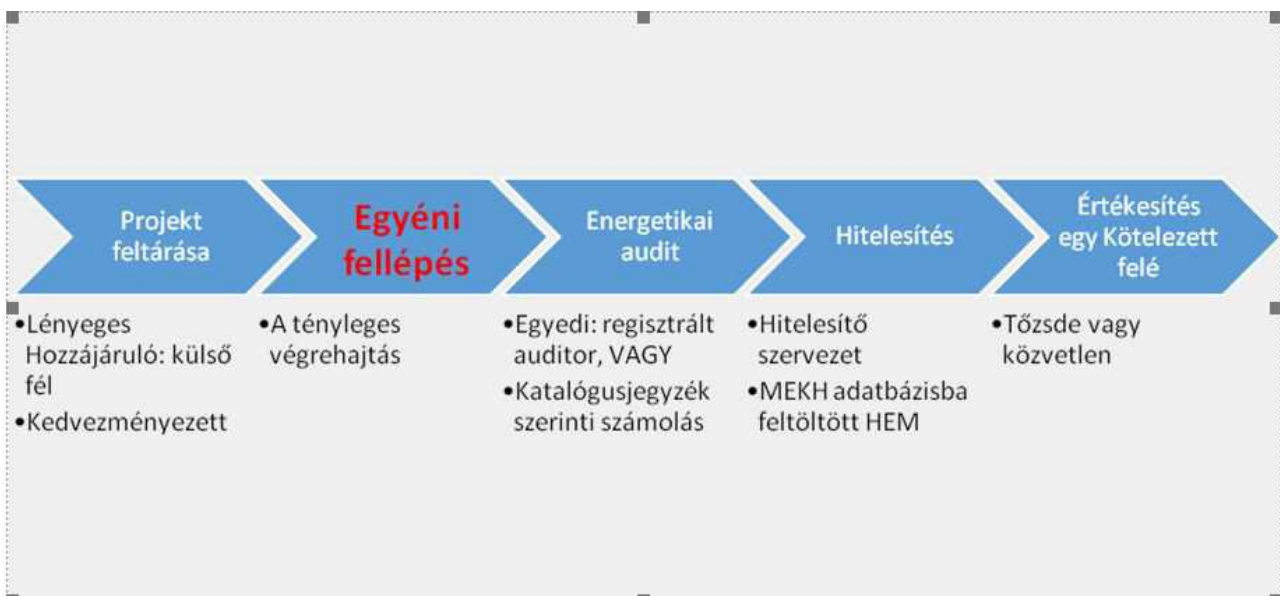 Projekt
feltárása
Egyéni
fellépés
Energetikai
audit
Hitelesítés
Értékesítés
egy Kötelezett
felé
•Lényeges
Hozzájáruló: külső
fél
•Kedvezményezett
•A tényleges
végrehajtás
•Egyedi: regisztrált
auditor, VAGY
•Katalógusjegyzék
szerinti számolás
•Hitelesítő
szervezet
•MEKH adatbázisba
feltöltött HEM
•Tőzsde vagy
közvetlen